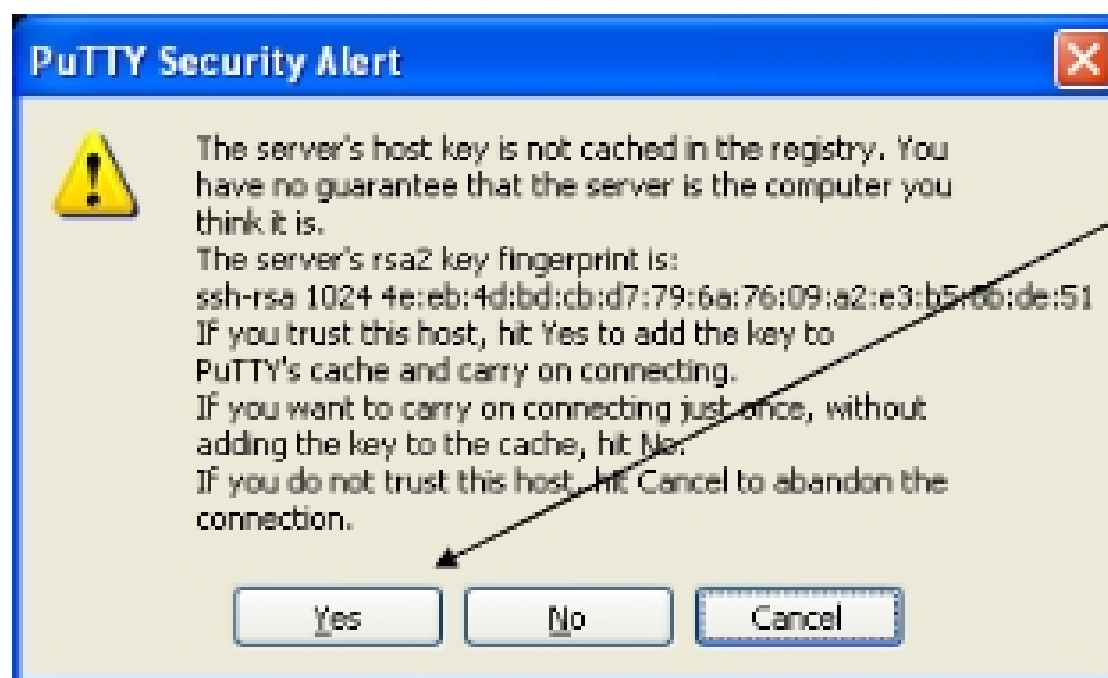 PuTTY Security Alert
The server's host key is not cached in the registry. You
have no guarantee that the server is the computer you
think it is.
The server's rsa2 key fingerprint is:
ssh-rsa 1024 4e:eb:4d:bd:cb:d7:79:6a:76:09:a2:e3:b5:
If you trust this host, hit Yes to add the key to
PuTTY's cache and carry on connecting.
If you want to carry on connecting just once, without
adding the key to the cache, hit No.
If you do not trust this host, hit Cancel to abandon the
connection.
Yes
No
Cancel